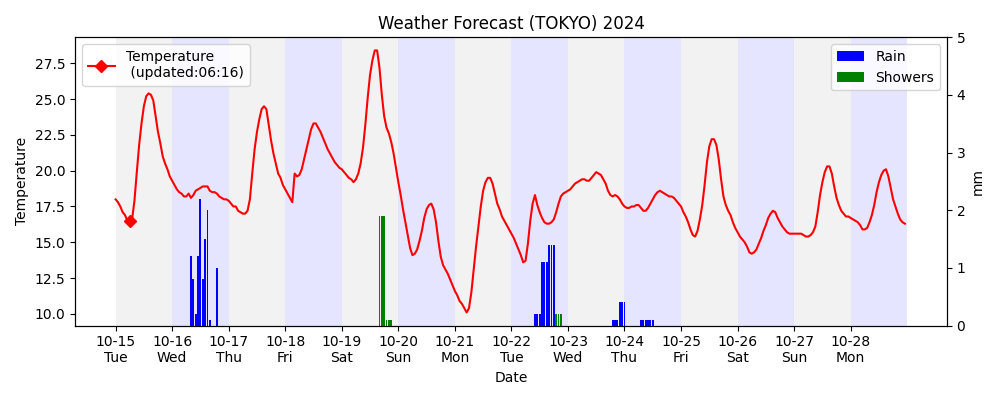 Weather Forecast (TOKYO) 2024
Temperature
(updated:06:16)
Rain
Showers
Temperature
27.5
25.0
22.5
20.0
17.5
15.0
12.5
10.0
5
4
3
2
1
0
mm
10-15 10-16 10-17 10-18 10-19 10-20 10-21 10-22 10-23 10-24 10-25 10-26 10-27 10-28
Tue Wed Thu Fri Sat Sun Mon Tue Wed Thu Fri Sat Sun Mon
Date